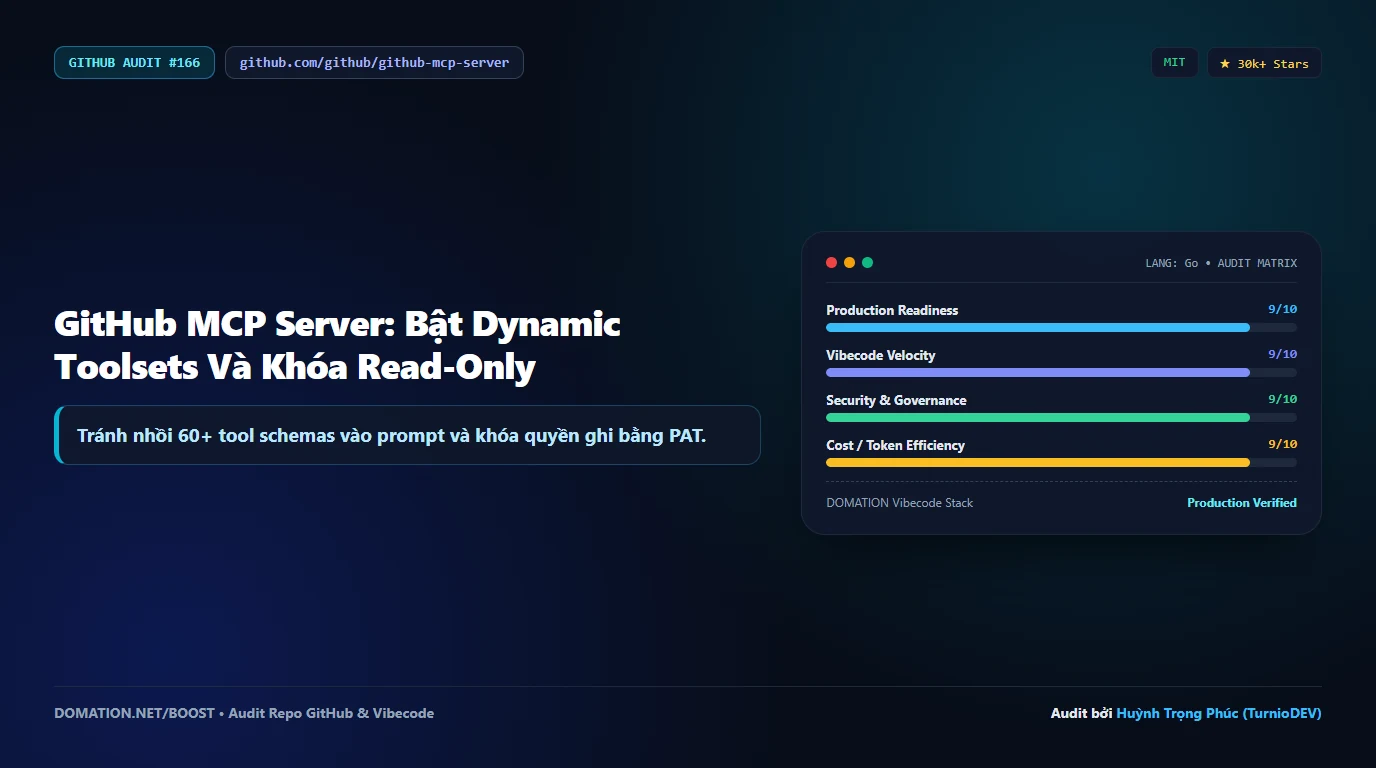 GITHUB AUDIT #166
github.com/github/github-mcp-server
MIT
★ 30k+ Stars
GitHub MCP Server: Bật Dynamic
Toolsets Và Khóa Read-Only
Tránh nhồi 60+ tool schemas vào prompt và khóa quyền ghi bằng PAT.
LANG: Go • AUDIT MATRIX
Production Readiness 9/10
Vibecode Velocity 9/10
Security & Governance 9/10
Cost / Token Efficiency 9/10
DOMATION Vibecode Stack Production Verified
DOMATION.NET/BOOST • Audit Repo GitHub & Vibecode
Audit bởi Huỳnh Trọng Phúc (TurnioDEV)